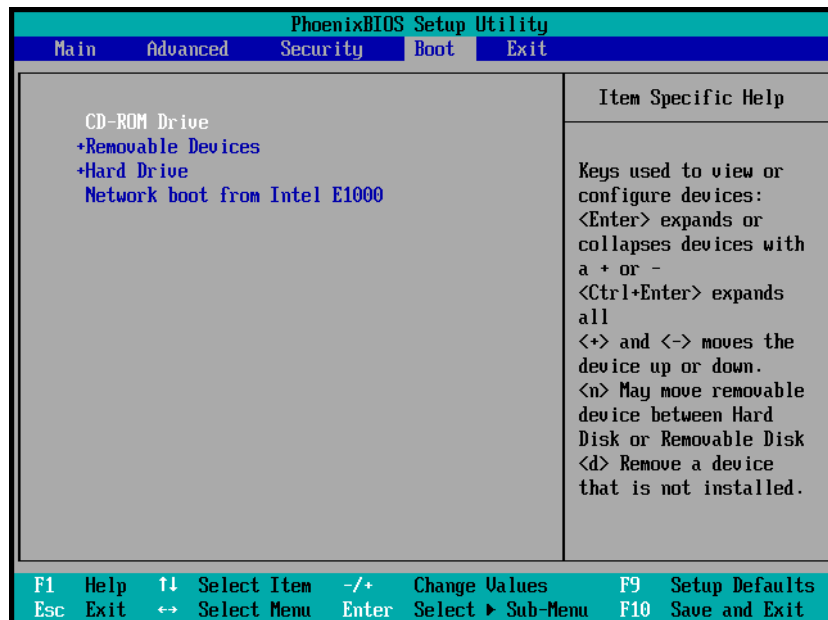 PhoenixBIOS Setup Utility
Main Advanced Security Boot Exit
Item Specific Help
CD-ROM Drive
+Removable Devices
+Hard Drive
Network boot from Intel E1000
Keys used to view or
configure devices:
<Enter> expands or
collapses devices with
a + or -
<Ctrl+Enter> expands
all
<+> and <-> moves the
device up or down.
<n> May move removable
device between Hard
Disk or Removable Disk
<d> Remove a device
that is not installed.
F1 Help ↑↓ Select Item -/+ Change Values F9 Setup Defaults
Esc Exit ↔ Select Menu Enter Select ▶ Sub-Menu F10 Save and Exit